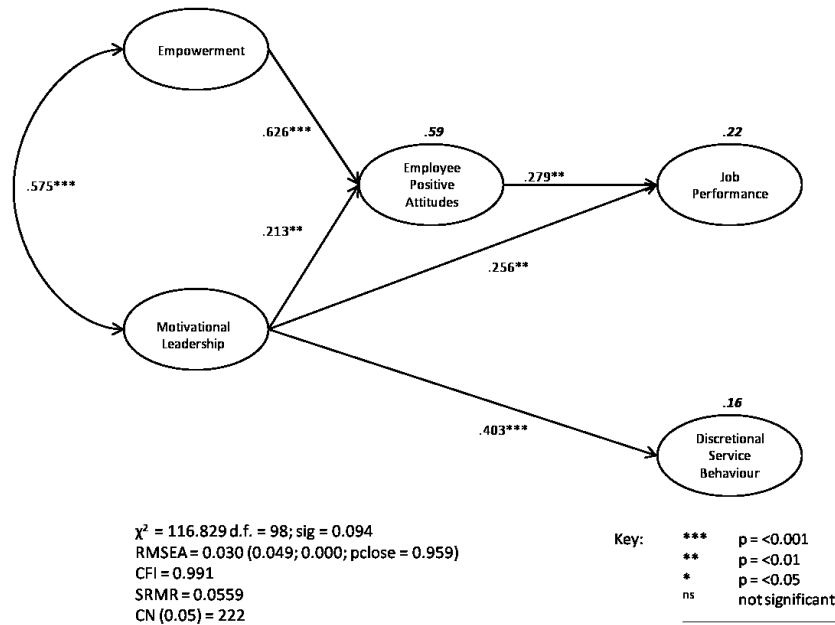 Empowerment
.626***
.59
.22
Employee
Positive
Attitudes
.279**
Job
Performance
.575***
.213**
.256**
Motivational
Leadership
.403***
.16
Discretional
Service
Behaviour
χ² = 116.829 d.f. = 98; sig = 0.094
RMSEA = 0.030 (0.049; 0.000; pclose = 0.959)
CFI = 0.991
SRMR = 0.0559
CN (0.05) = 222
Key: *** p = <0.001
** p = <0.01
* p = <0.05
ns not significant